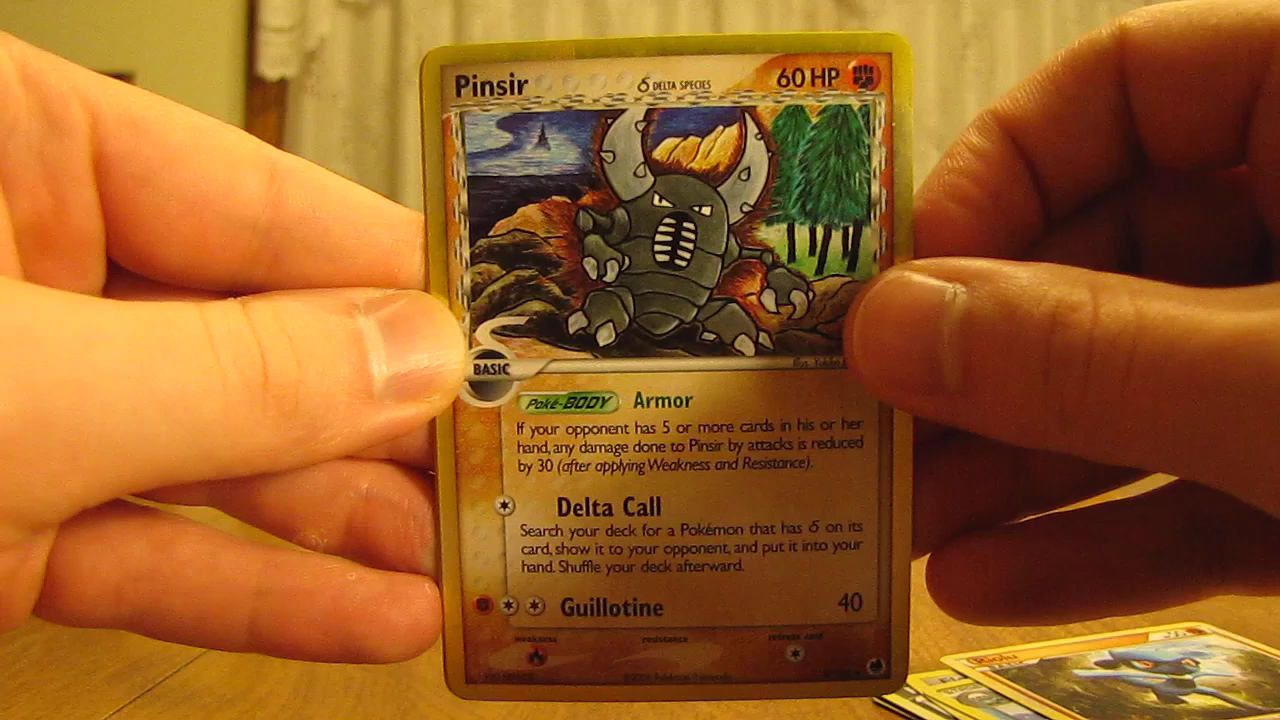 Pinsir δ DELTA SPECIES 60 HP
Illus.
BASIC
Poké-BODY Armor
If your opponent has 5 or more cards in his or her
hand, any damage done to Pinsir by attacks is reduced
by 30 (after applying Weakness and Resistance).
Delta Call
Search your deck for a Pokémon that has δ on its
card, show it to your opponent, and put it into your
hand. Shuffle your deck afterward.
Guillotine 40
weakness resistance retreat cost
Riolu